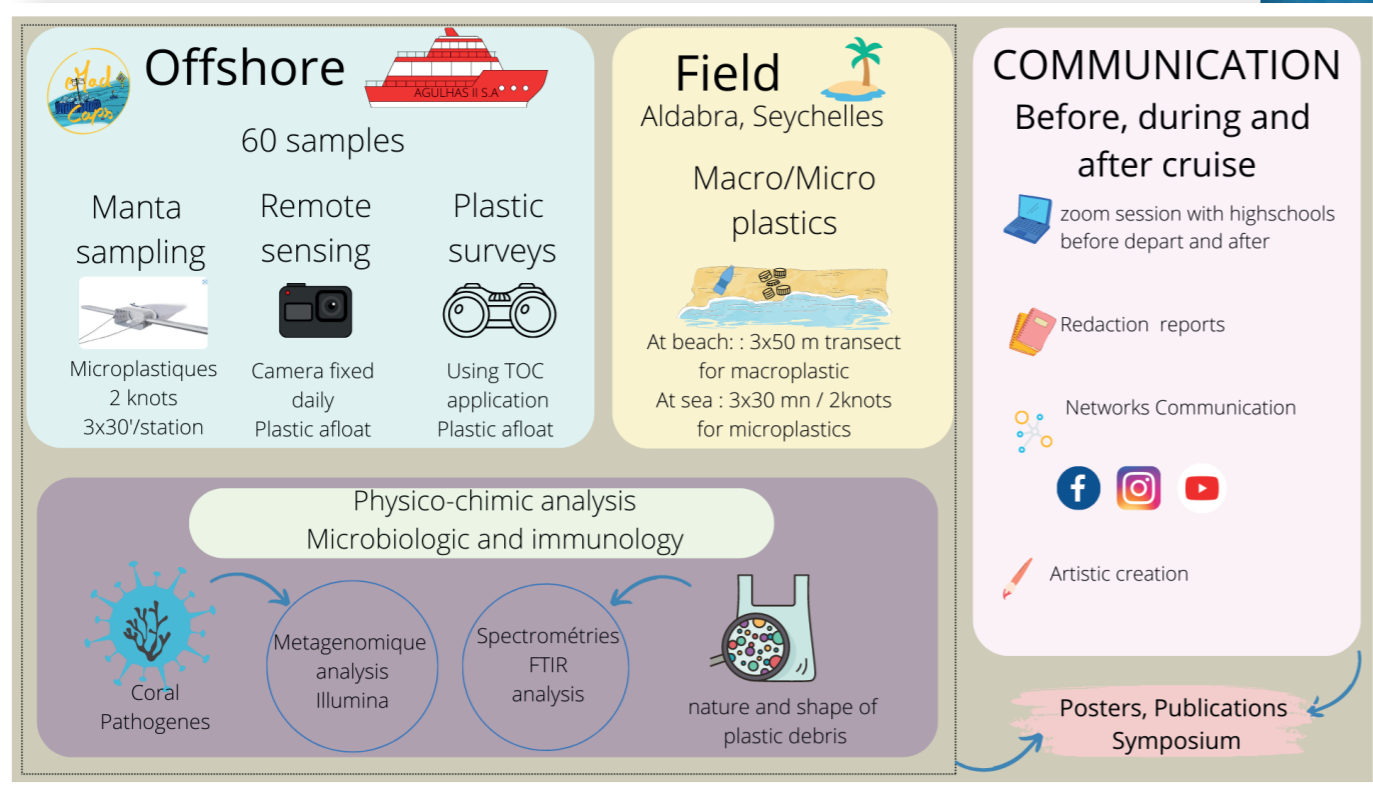 Mad
Caps
Offshore
AGULHAS II S.A
60 samples
Manta
sampling
Microplastiques
2 knots
3x30'/station
Remote
sensing
Camera fixed
daily
Plastic afloat
Plastic
surveys
Using TOC
application
Plastic afloat
Field
Aldabra, Seychelles
Macro/Micro
plastics
At beach: : 3x50 m transect
for macroplastic
At sea : 3x30 mn / 2knots
for microplastics
Physico-chimic analysis
Microbiologic and immunology
Coral
Pathogenes
Metagenomique
analysis
Illumina
Spectrométries
FTIR
analysis
nature and shape of
plastic debris
COMMUNICATION
Before, during and
after cruise
zoom session with highschools
before depart and after
Redaction reports
Networks Communication
Artistic creation
Posters, Publications
Symposium